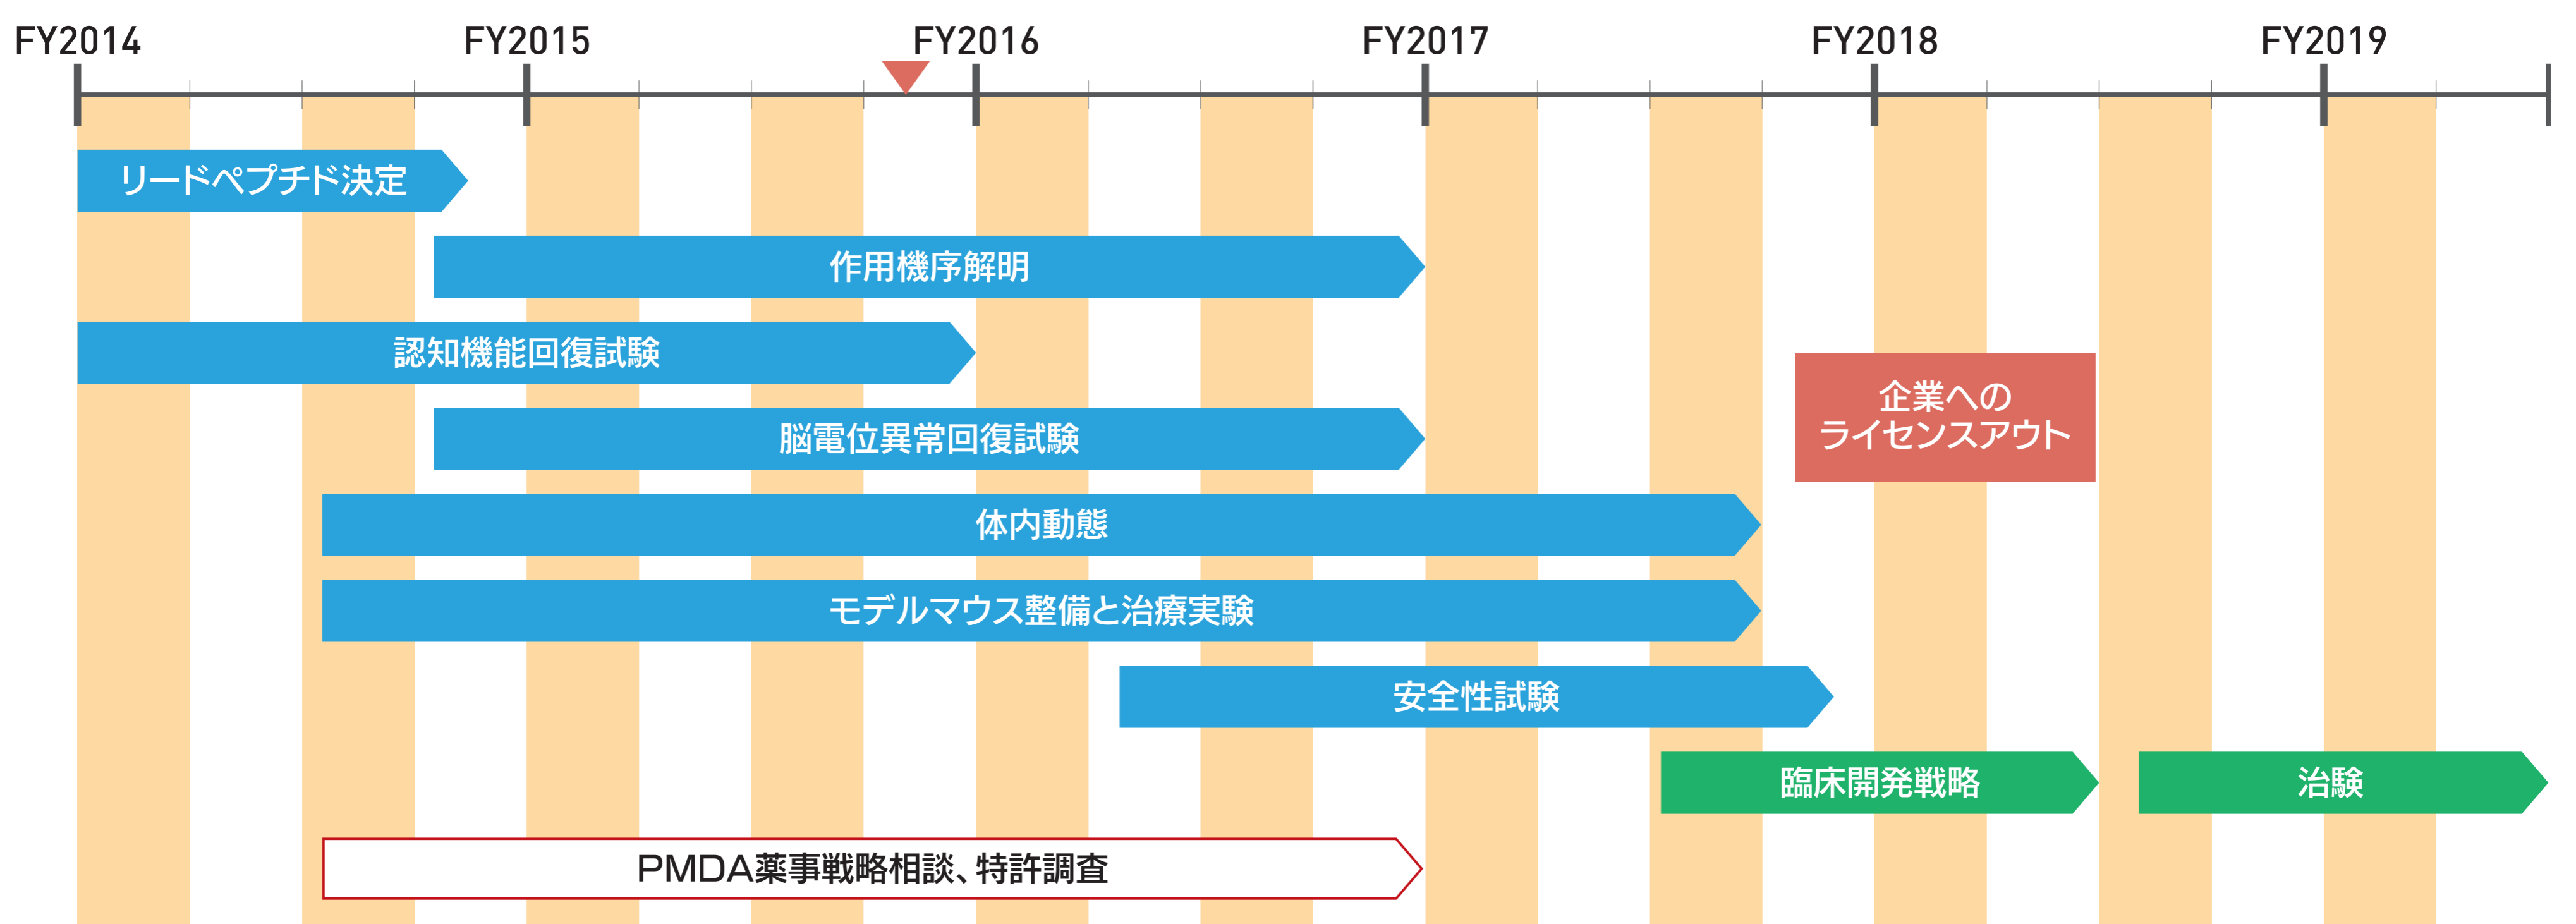 FY2014
FY2015
FY2016
FY2017
FY2018
FY2019
リードペプチド決定
作用機序解明
認知機能回復試験
企業への
ライセンスアウト
脳電位異常回復試験
体内動態
モデルマウス整備と治療実験
安全性試験
臨床開発戦略
治験
PMDA薬事戦略相談、特許調査